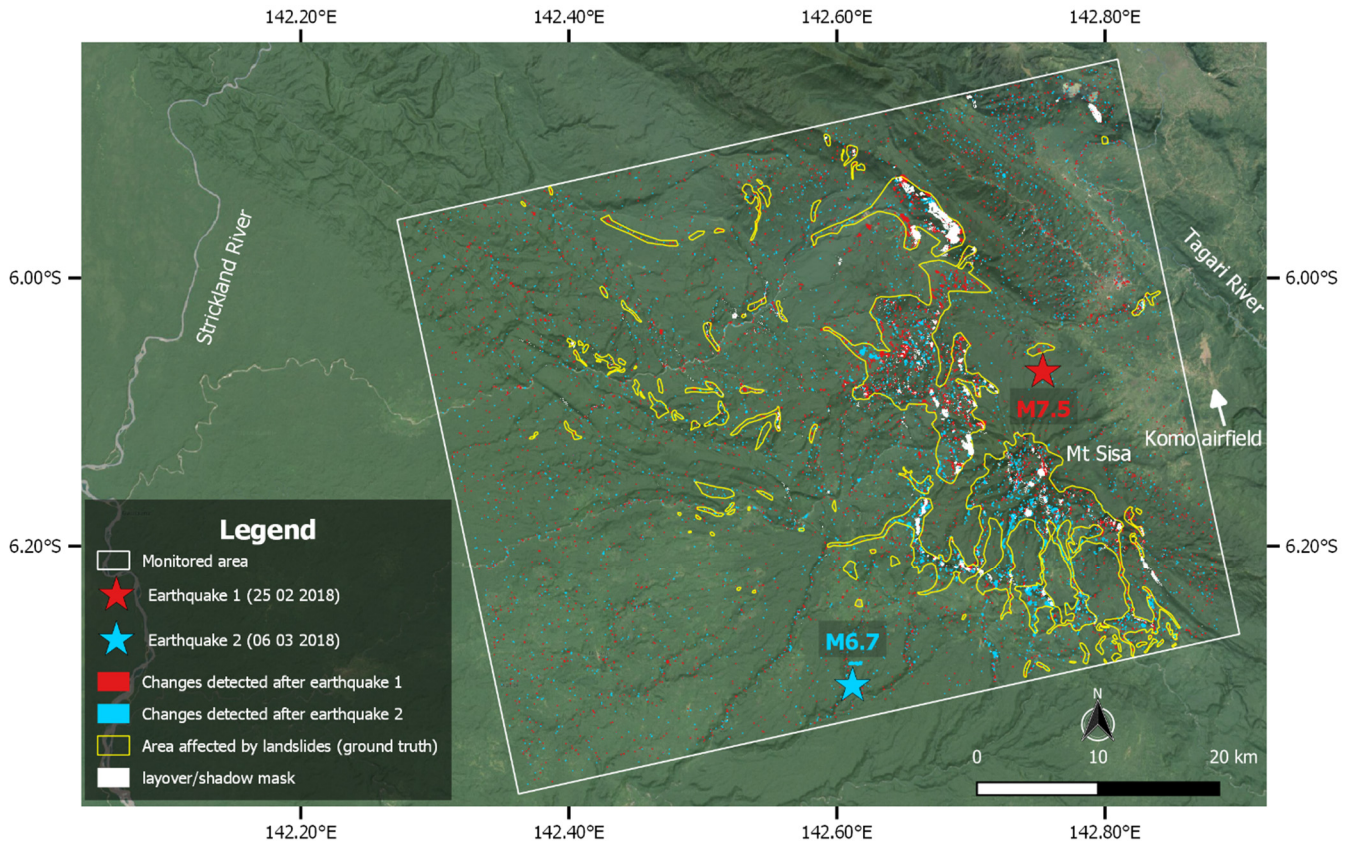 142.20°E 142.40°E 142.60°E 142.80°E
Strickland River
Tagari River
6.00°S 6.00°S
M7.5
Komo airfield
Mt Sisa
6.20°S 6.20°S
Legend
Monitored area
Earthquake 1 (25 02 2018)
Earthquake 2 (06 03 2018)
Changes detected after earthquake 1
Changes detected after earthquake 2
Area affected by landslides (ground truth)
layover/shadow mask
M6.7
N
0 10 20 km
142.20°E 142.40°E 142.60°E 142.80°E